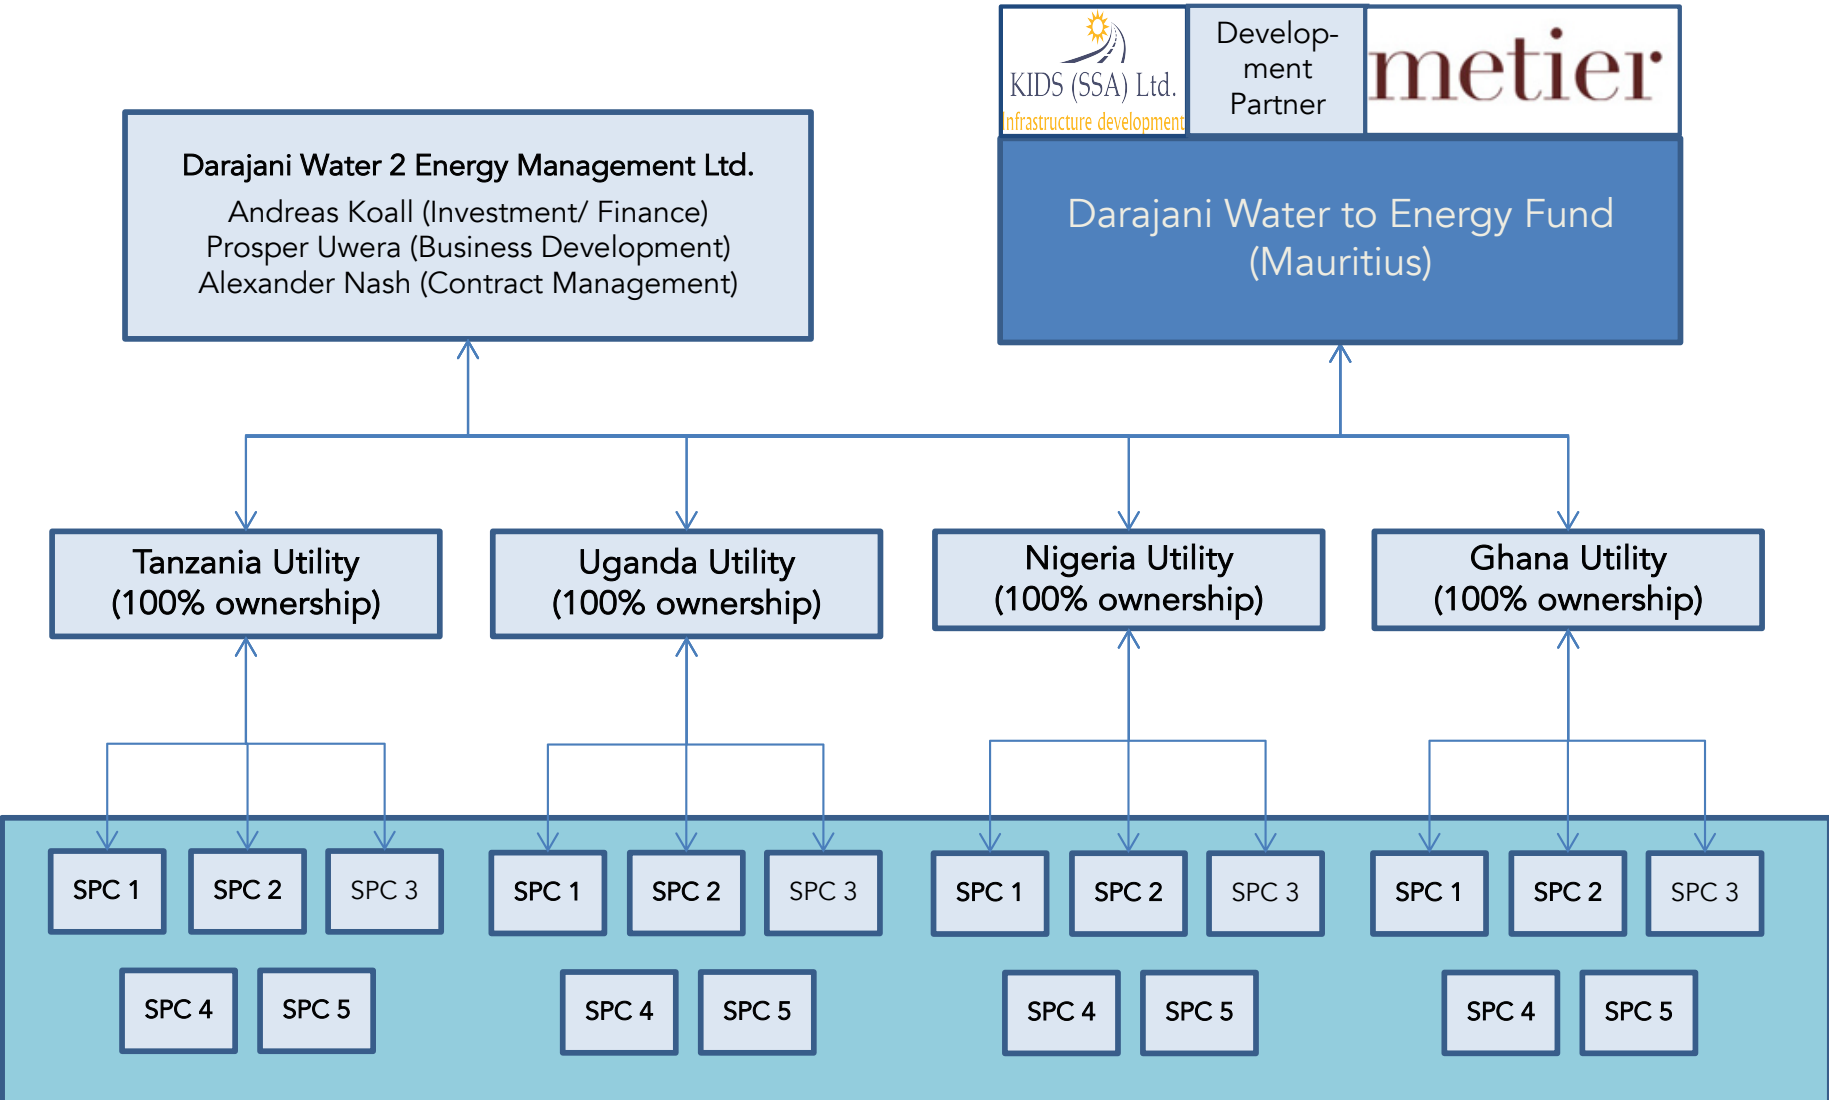 KIDS (SSA) Ltd.
nfrastructure development
Develop-
ment
Partner
metier
Darajani Water 2 Energy Management Ltd.
Andreas Koall (Investment/ Finance)
Prosper Uwera (Business Development)
Alexander Nash (Contract Management)
Darajani Water to Energy Fund
(Mauritius)
Tanzania Utility
(100% ownership)
Uganda Utility
(100% ownership)
Nigeria Utility
(100% ownership)
Ghana Utility
(100% ownership)
SPC 1
SPC 2
SPC 3
SPC 1
SPC 2
SPC 3
SPC 1
SPC 2
SPC 3
SPC 1
SPC 2
SPC 3
SPC 4
SPC 5
SPC 4
SPC 5
SPC 4
SPC 5
SPC 4
SPC 5